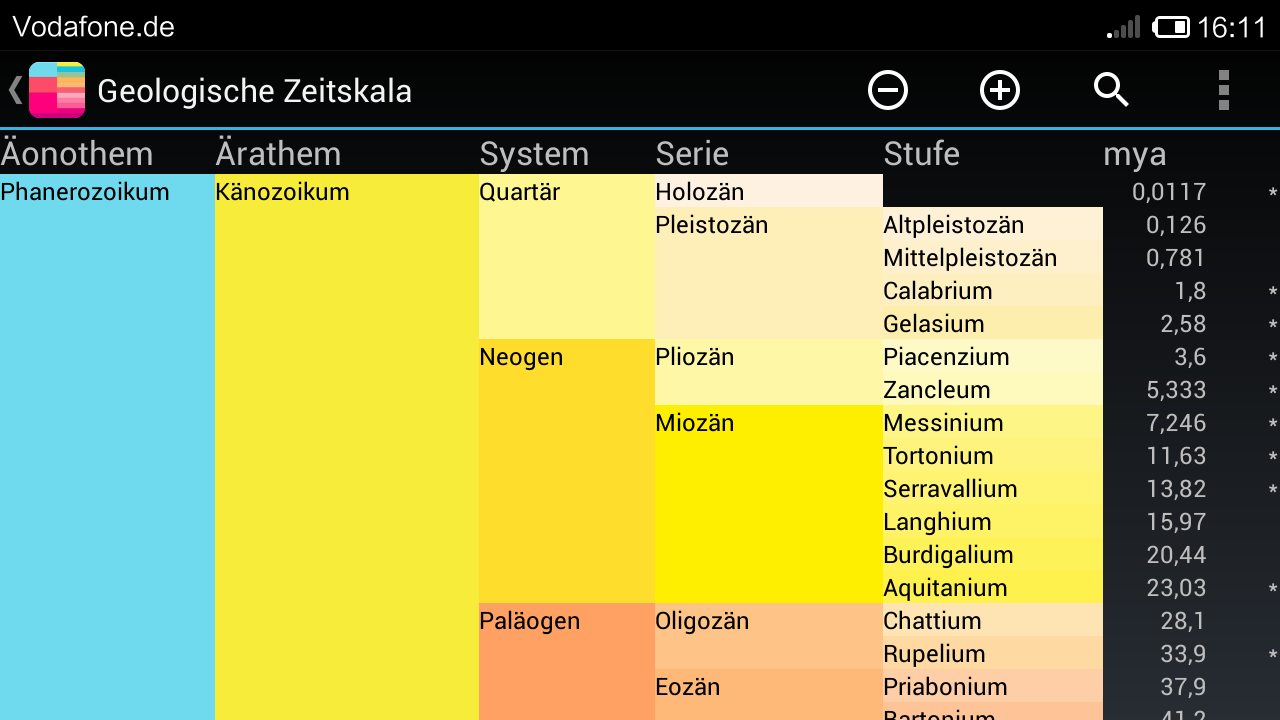 Vodafone.de 16:11
Geologische Zeitskala
Äonothem Ärathem System Serie Stufe mya
Phanerozoikum Känozoikum Quartär Holozän 0,0117 *
Pleistozän Altpleistozän 0,126
Mittelpleistozän 0,781
Calabrium 1,8 *
Gelasium 2,58 *
Neogen Pliozän Piacenzium 3,6 *
Zancleum 5,333 *
Miozän Messinium 7,246 *
Tortonium 11,63 *
Serravallium 13,82 *
Langhium 15,97
Burdigalium 20,44
Aquitanium 23,03 *
Paläogen Oligozän Chattium 28,1
Rupelium 33,9 *
Eozän Priabonium 37,9
Bartonium 41,2